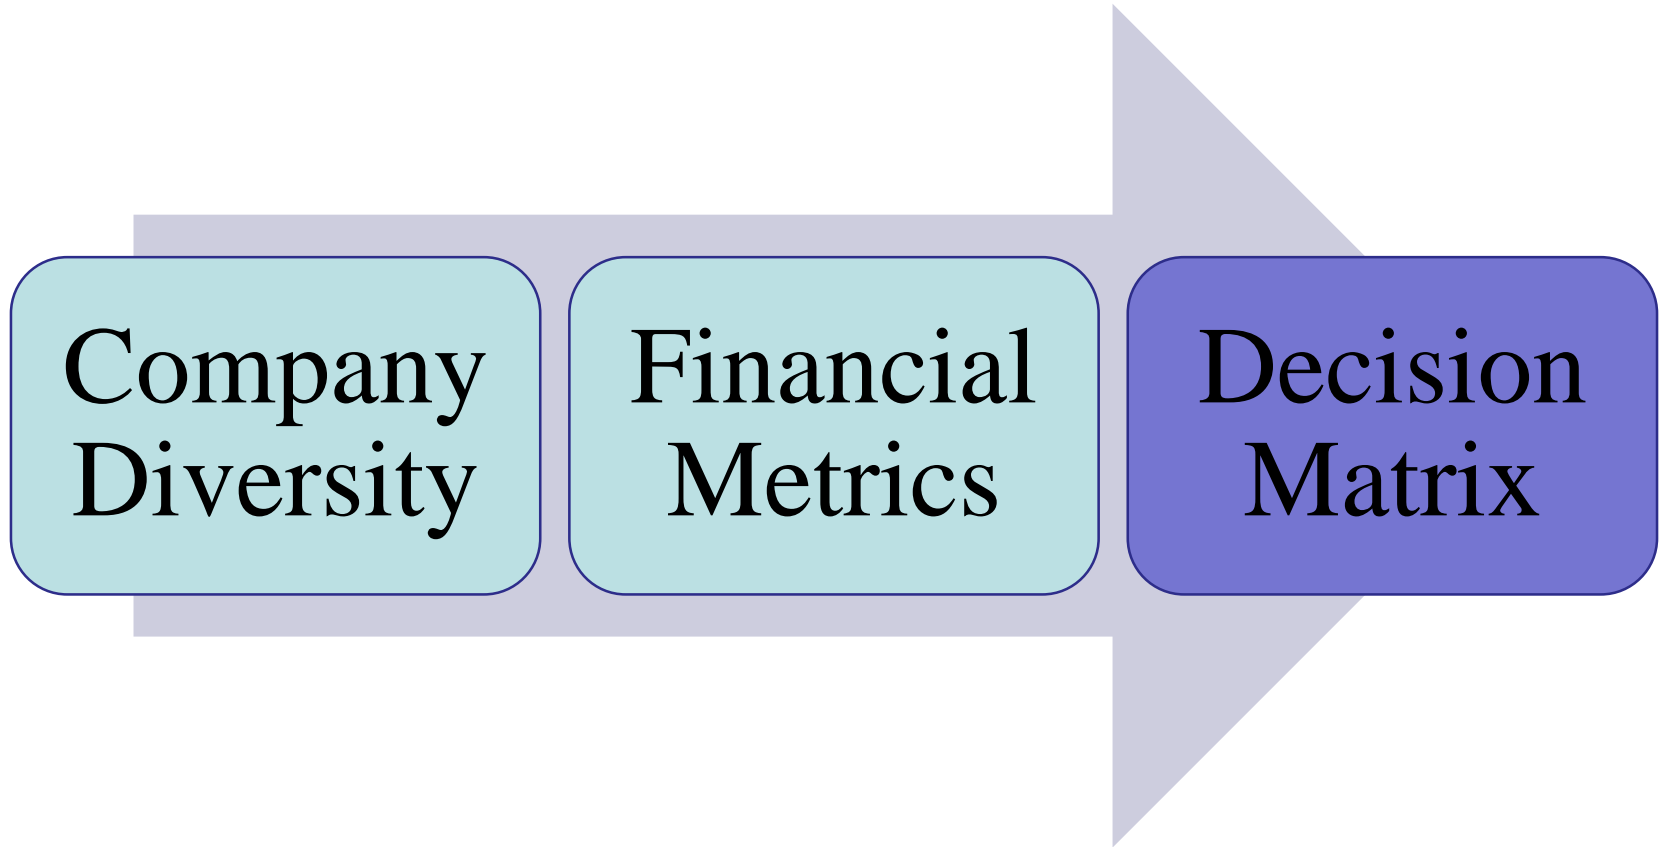 Company
Diversity
Financial
Metrics
Decision
Matrix